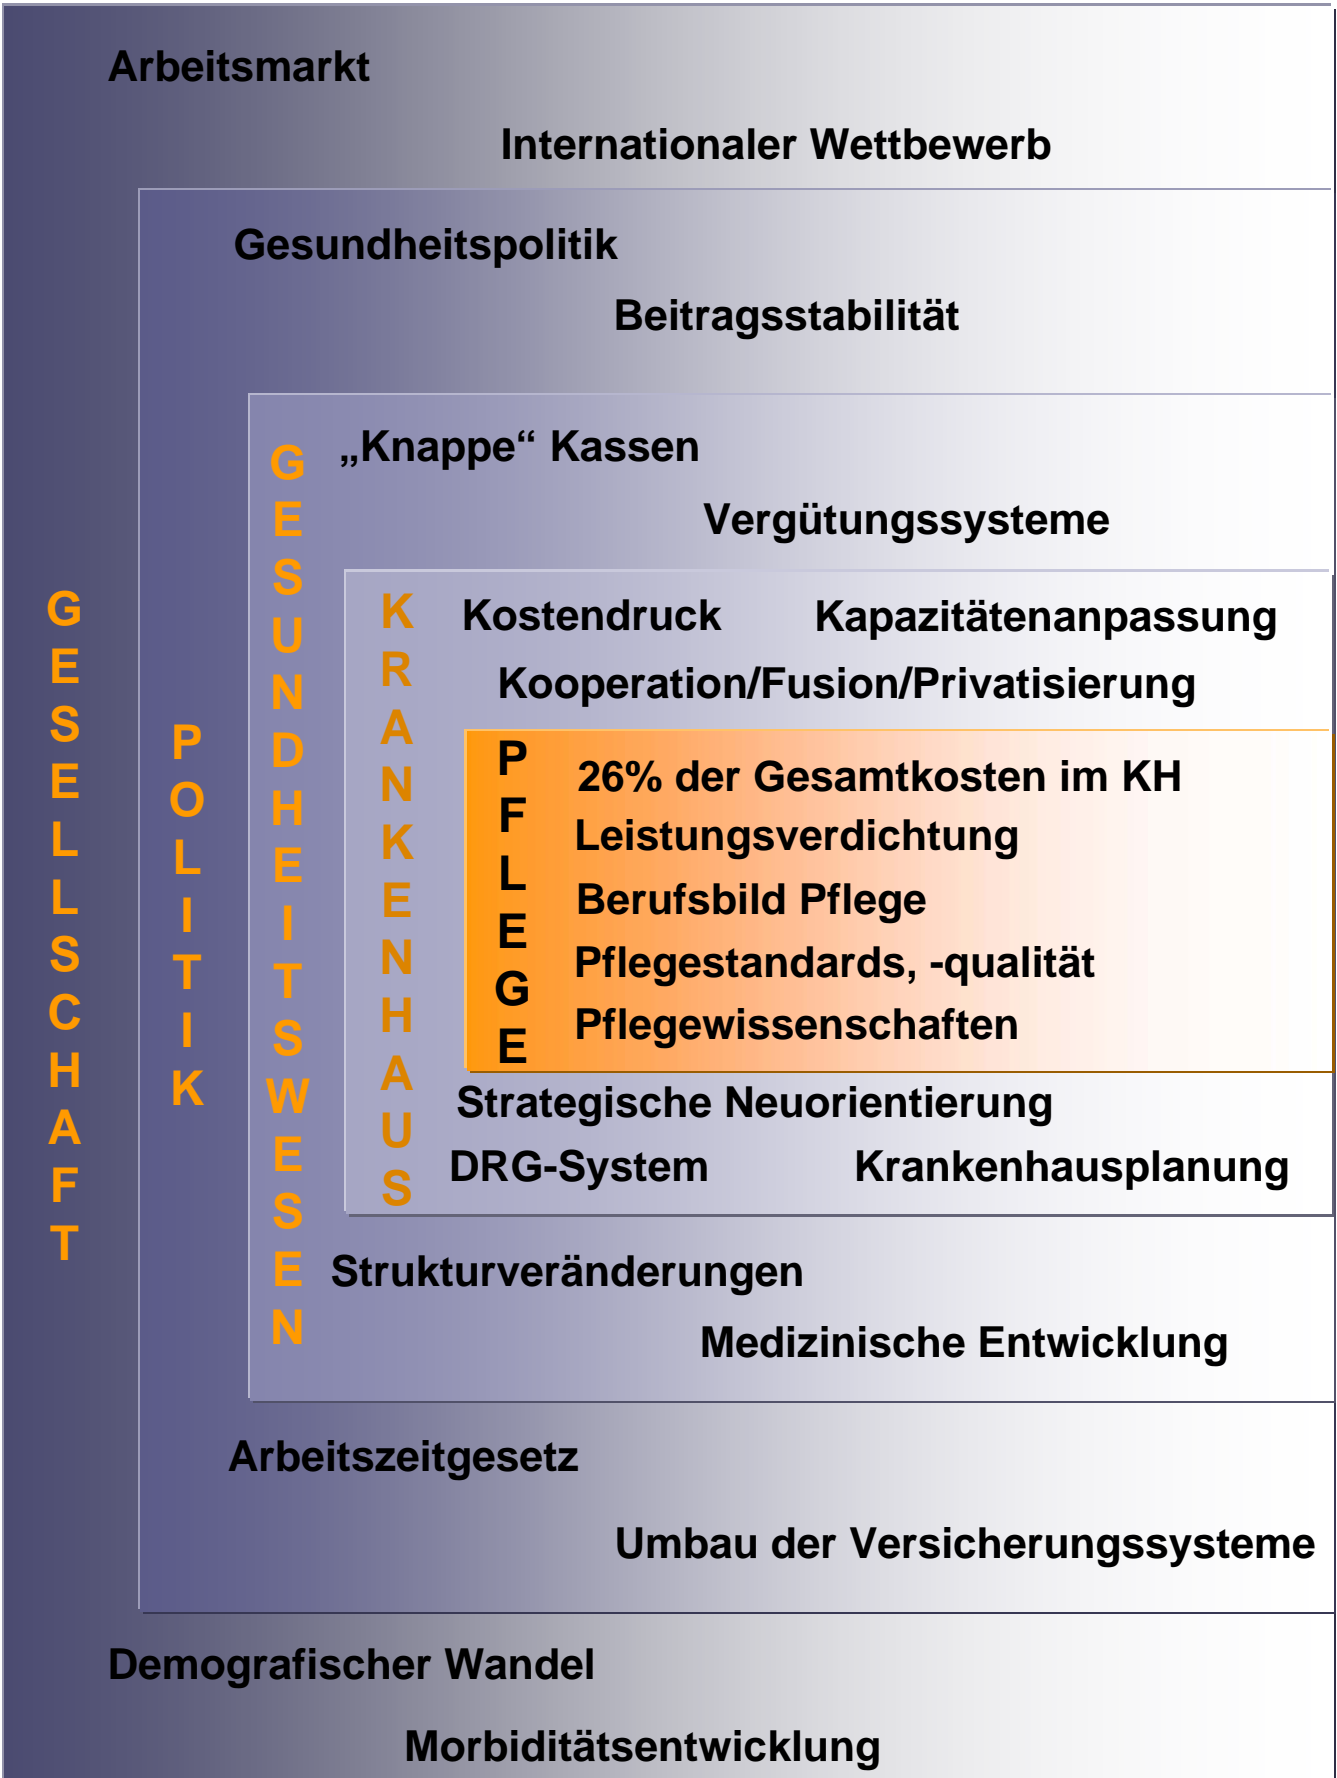 Arbeitsmarkt
Internationaler Wettbewerb
Gesundheitspolitik
Beitragsstabilität
„Knappe“ Kassen
Vergütungssysteme
Kostendruck Kapazitätenanpassung
Kooperation/Fusion/Privatisierung
GESELLSCHAFT
POLITIK
GESUNDHEITSWESEN
KRANKENHAUS
PFLEGE
26% der Gesamtkosten im KH
Leistungsverdichtung
Berufsbild Pflege
Pflegestandards, -qualität
Pflegewissenschaften
Strategische Neuorientierung
DRG-System Krankenhausplanung
Strukturveränderungen
Medizinische Entwicklung
Arbeitszeitgesetz
Umbau der Versicherungssysteme
Demografischer Wandel
Morbiditätsentwicklung